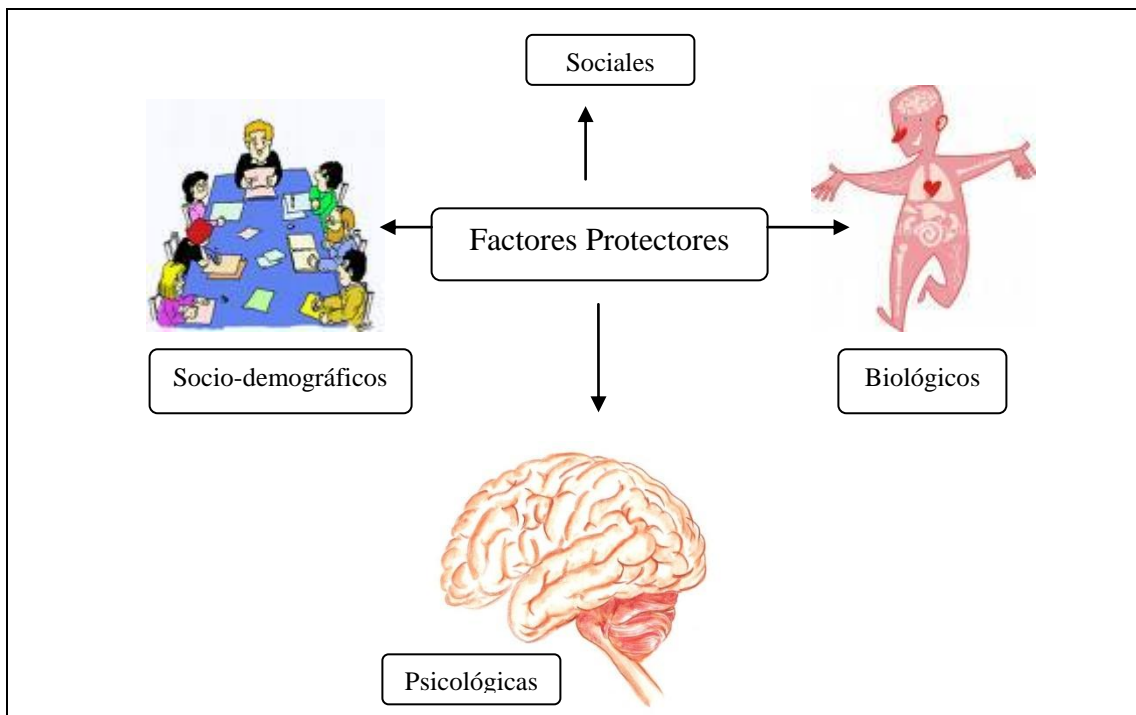 Sociales
Factores Protectores
Socio-demográficos
Biológicos
Psicológicas